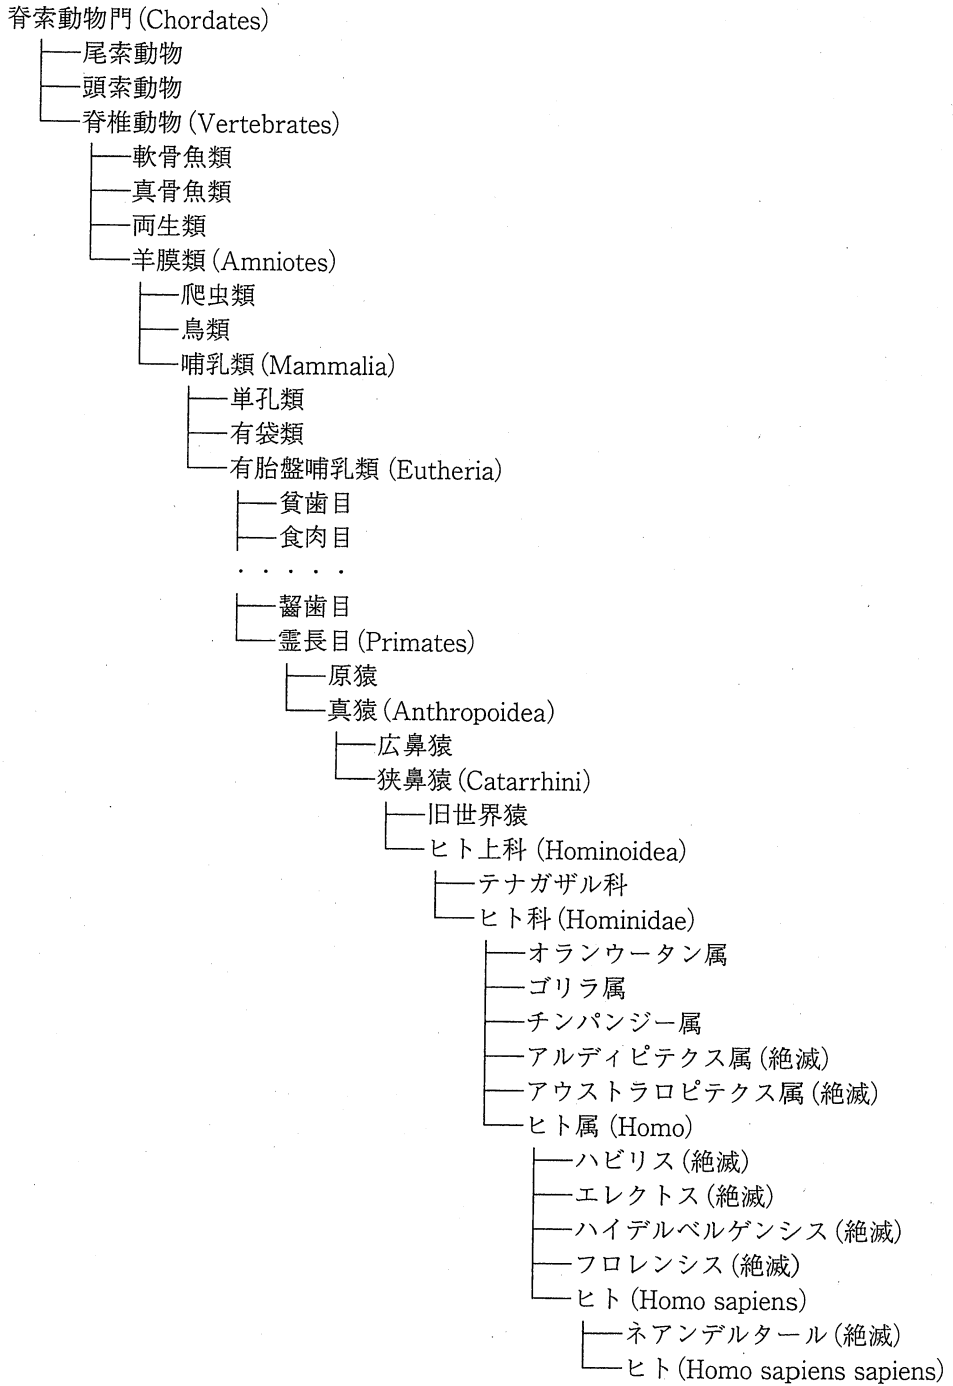 脊索動物門(Chordates)
尾索動物
頭索動物
脊椎動物(Vertebrates)
軟骨魚類
真骨魚類
両生類
羊膜類(Amniotes)
爬虫類
鳥類
哺乳類(Mammalia)
単孔類
有袋類
有胎盤哺乳類(Eutheria)
貧歯目
食肉目
・・・・・
齧歯目
霊長目(Primates)
原猿
真猿(Anthropoidea)
広鼻猿
狭鼻猿(Catarrhini)
旧世界猿
ヒト上科(Hominoidea)
テナガザル科
ヒト科(Hominidae)
オランウータン属
ゴリラ属
チンパンジー属
アルディピテクス属(絶滅)
アウストラロピテクス属(絶滅)
ヒト属(Homo)
ハビリス(絶滅)
エレクトス(絶滅)
ハイデルベルゲンシス(絶滅)
フロレンシス(絶滅)
ヒト(Homo sapiens)
ネアンデルタール(絶滅)
ヒト(Homo sapiens sapiens)